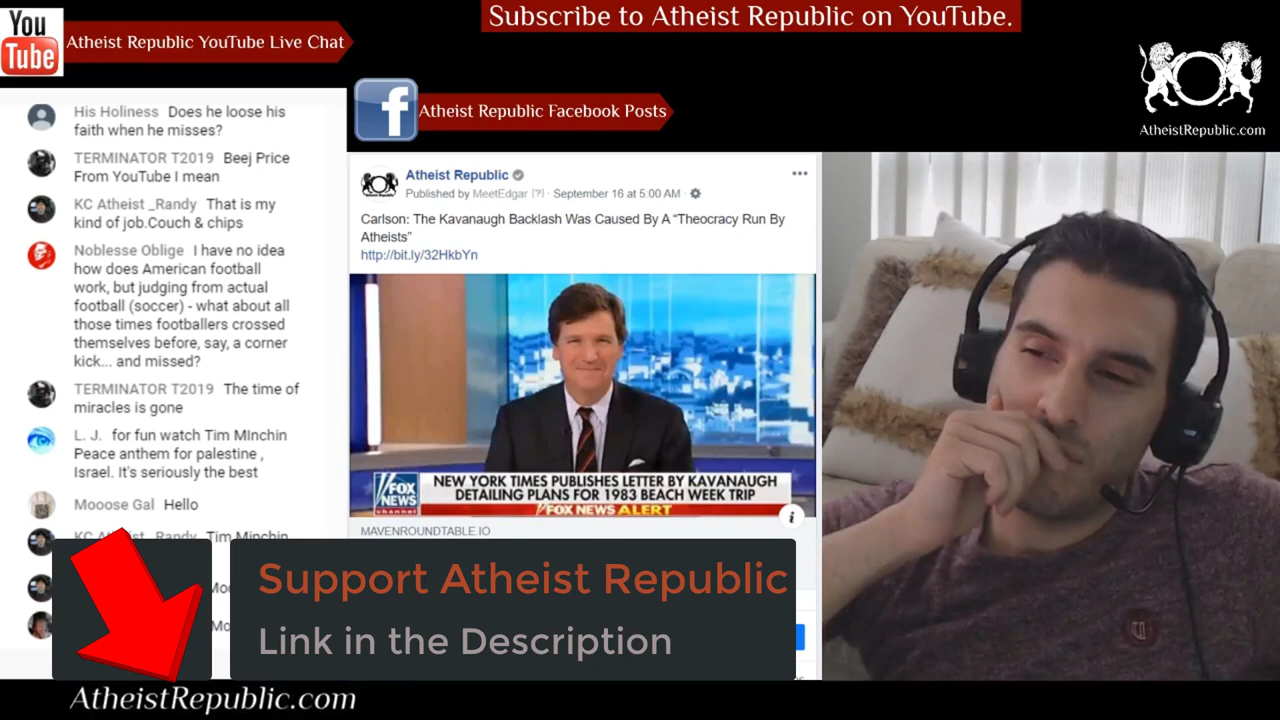 Subscribe to Atheist Republic on YouTube.
You
Tube
Atheist Republic YouTube Live Chat
AtheistRepublic.com
f
Atheist Republic Facebook Posts
His Holiness Does he loose his
faith when he misses?
TERMINATOR T2019 Beej Price
From YouTube I mean
KC Atheist _Randy That is my
kind of job.Couch & chips
Noblesse Oblige I have no idea
how does American football
work, but judging from actual
football (soccer) - what about all
those times footballers crossed
themselves before, say, a corner
kick... and missed?
TERMINATOR T2019 The time of
miracles is gone
L. J. for fun watch Tim MInchin
Peace anthem for palestine ,
Israel. It's seriously the best
Mooose Gal Hello
Tim Minchin
Atheist Republic
Published by MeetEdgar [?] · September 16 at 5:00 AM ·
Carlson: The Kavanaugh Backlash Was Caused By A “Theocracy Run By
Atheists”
http://bit.ly/32HkbYn
FOX
NEWS
channel
NEW YORK TIMES PUBLISHES LETTER BY KAVANAUGH
DETAILING PLANS FOR 1983 BEACH WEEK TRIP
FOX NEWS ALERT
i
MAVENROUNDTABLE.IO
Support Atheist Republic
Link in the Description
AtheistRepublic.com